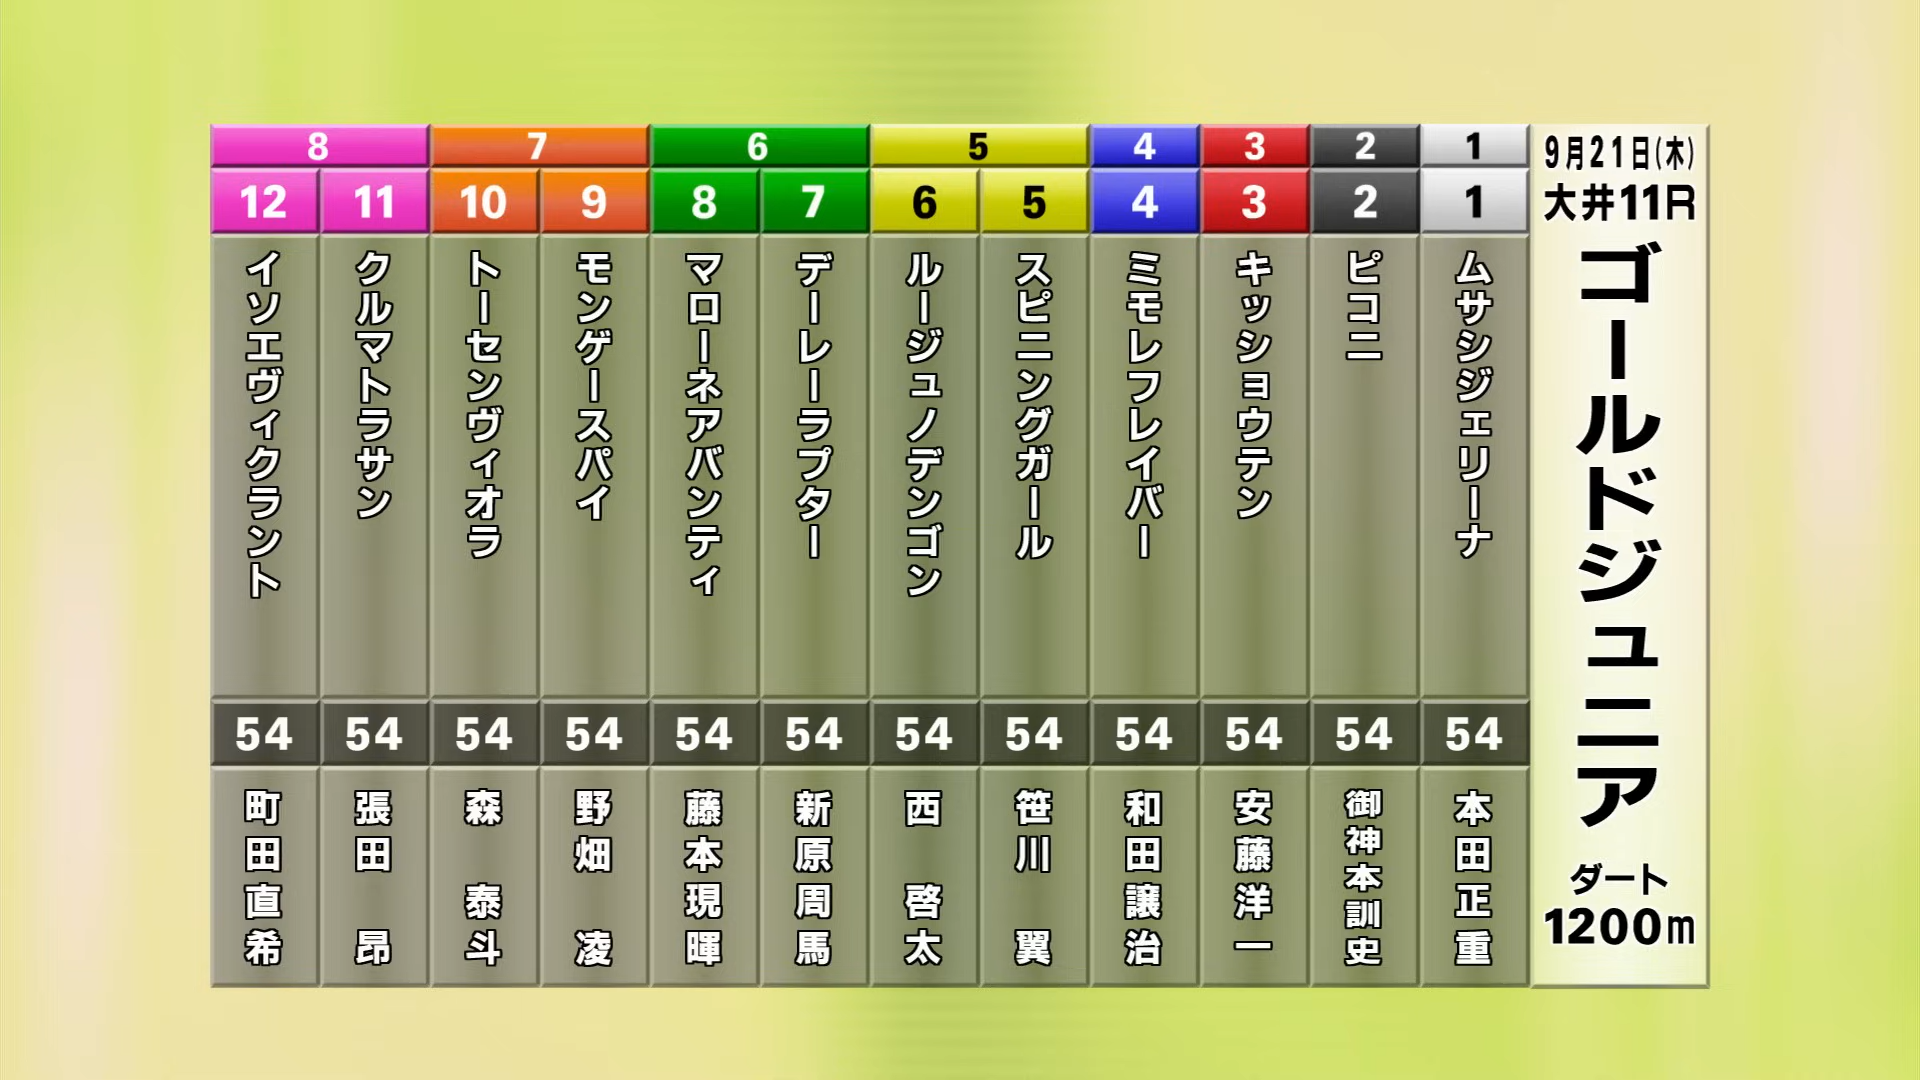 9月21日(木)
大井11R
ゴールドジュニア
ダート
1200m
1
1
ムサシジェリーナ
54
本田正重
2
2
ピコニ
54
御神本訓史
3
3
キッショウテン
54
安藤洋一
4
4
ミモレフレイバー
54
和田譲治
5
5
スピニングガール
54
笹川 翼
6
ルージュノデンゴン
54
西 啓太
6
7
デーレーラプター
54
新原周馬
8
マローネアバンティ
54
藤本現暉
7
9
モンゲースパイ
54
野畑 凌
10
トーセンヴィオラ
54
森 泰斗
8
11
クルマトラサン
54
張田 昂
12
イソエヴィクラント
54
町田直希